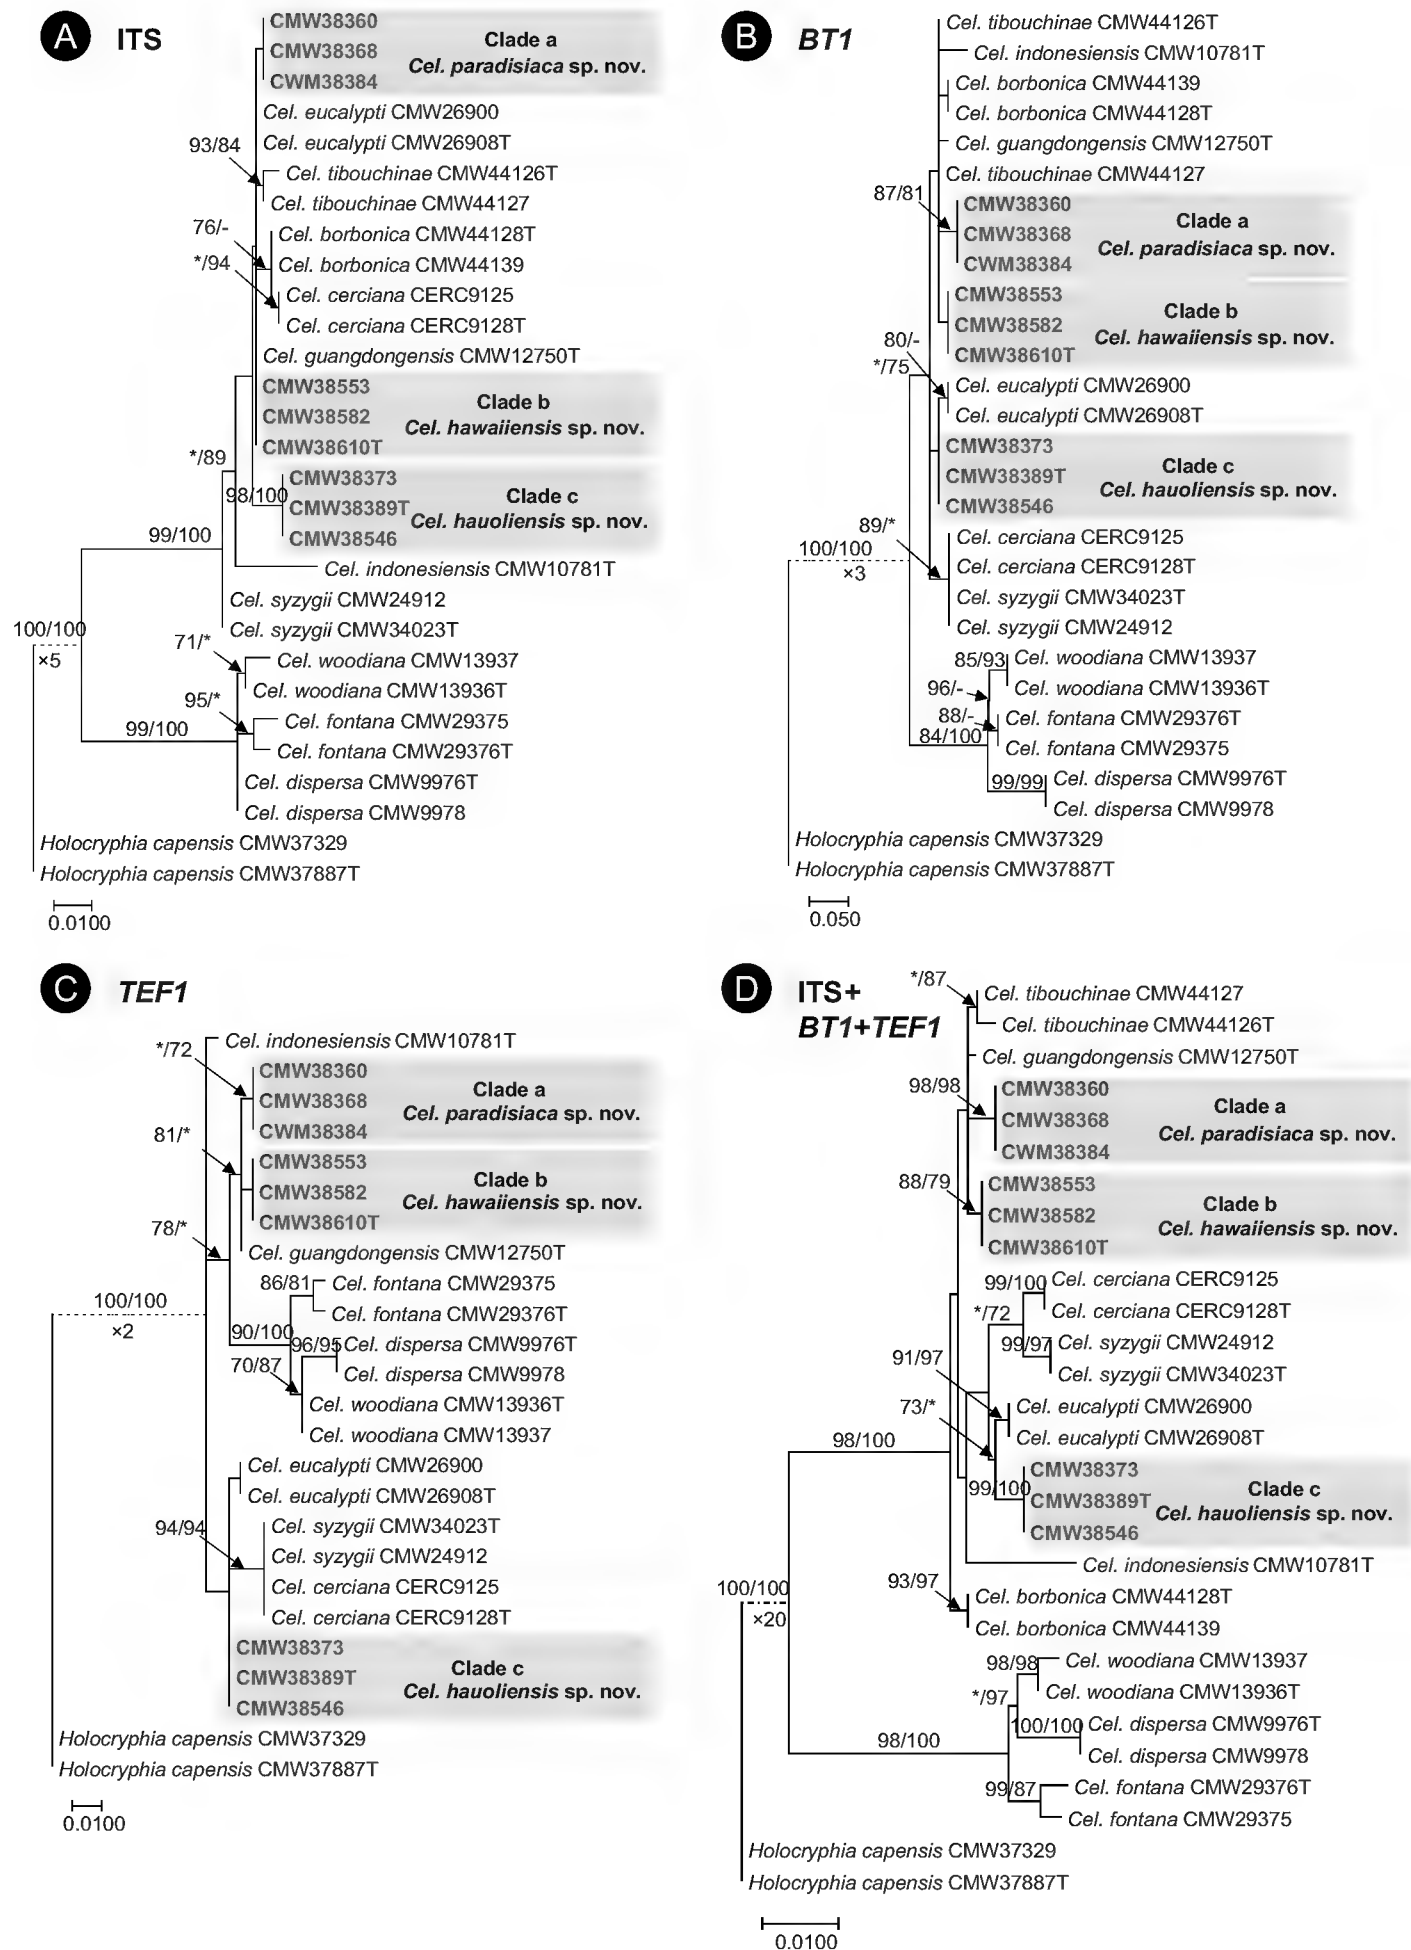 A ITS
CMW38360
CMW38368
CWM38384
Clade a
Cel. paradisiaca sp. nov.
Cel. eucalypti CMW26900
Cel. eucalypti CMW26908T
93/84
Cel. tibouchinae CMW44126T
Cel. tibouchinae CMW44127
76/-
Cel. borbonica CMW44128T
Cel. borbonica CMW44139
*/94
Cel. cerciana CERC9125
Cel. cerciana CERC9128T
Cel. guangdongensis CMW12750T
CMW38553
CMW38582
CMW38610T
Clade b
Cel. hawaiiensis sp. nov.
*/89
98/100
CMW38373
CMW38389T
CMW38546
Clade c
Cel. hauoliensis sp. nov.
99/100
Cel. indonesiensis CMW10781T
Cel. syzygii CMW24912
Cel. syzygii CMW34023T
100/100
×5
71/*
Cel. woodiana CMW13937
Cel. woodiana CMW13936T
95/*
Cel. fontana CMW29375
Cel. fontana CMW29376T
99/100
Cel. dispersa CMW9976T
Cel. dispersa CMW9978
Holocryphia capensis CMW37329
Holocryphia capensis CMW37887T
0.0100
B BT1
Cel. tibouchinae CMW44126T
Cel. indonesiensis CMW10781T
Cel. borbonica CMW44139
Cel. borbonica CMW44128T
Cel. guangdongensis CMW12750T
Cel. tibouchinae CMW44127
87/81
CMW38360
CMW38368
CWM38384
Clade a
Cel. paradisiaca sp. nov.
CMW38553
CMW38582
CMW38610T
Clade b
Cel. hawaiiensis sp. nov.
80/-
*/75
Cel. eucalypti CMW26900
Cel. eucalypti CMW26908T
CMW38373
CMW38389T
CMW38546
Clade c
Cel. hauoliensis sp. nov.
89/*
100/100
×3
Cel. cerciana CERC9125
Cel. cerciana CERC9128T
Cel. syzygii CMW34023T
Cel. syzygii CMW24912
85/93
Cel. woodiana CMW13937
Cel. woodiana CMW13936T
96/-
88/-
84/100
Cel. fontana CMW29376T
Cel. fontana CMW29375
99/99
Cel. dispersa CMW9976T
Cel. dispersa CMW9978
Holocryphia capensis CMW37329
Holocryphia capensis CMW37887T
0.050
C TEF1
Cel. indonesiensis CMW10781T
*/72
CMW38360
CMW38368
CWM38384
Clade a
Cel. paradisiaca sp. nov.
81/*
CMW38553
CMW38582
CMW38610T
Clade b
Cel. hawaiiensis sp. nov.
78/*
Cel. guangdongensis CMW12750T
100/100
×2
86/81
Cel. fontana CMW29375
Cel. fontana CMW29376T
90/100
96/95
Cel. dispersa CMW9976T
Cel. dispersa CMW9978
70/87
Cel. woodiana CMW13936T
Cel. woodiana CMW13937
Cel. eucalypti CMW26900
Cel. eucalypti CMW26908T
94/94
Cel. syzygii CMW34023T
Cel. syzygii CMW24912
Cel. cerciana CERC9125
Cel. cerciana CERC9128T
CMW38373
CMW38389T
CMW38546
Clade c
Cel. hauoliensis sp. nov.
Holocryphia capensis CMW37329
Holocryphia capensis CMW37887T
0.0100
D ITS+
BT1+TEF1
*/87
Cel. tibouchinae CMW44127
Cel. tibouchinae CMW44126T
Cel. guangdongensis CMW12750T
98/98
CMW38360
CMW38368
CWM38384
Clade a
Cel. paradisiaca sp. nov.
88/79
CMW38553
CMW38582
CMW38610T
Clade b
Cel. hawaiiensis sp. nov.
99/100
Cel. cerciana CERC9125
Cel. cerciana CERC9128T
*/72
99/97
Cel. syzygii CMW24912
Cel. syzygii CMW34023T
91/97
Cel. eucalypti CMW26900
Cel. eucalypti CMW26908T
73/*
98/100
99/100
CMW38373
CMW38389T
CMW38546
Clade c
Cel. hauoliensis sp. nov.
Cel. indonesiensis CMW10781T
93/97
Cel. borbonica CMW44128T
Cel. borbonica CMW44139
100/100
×20
98/98
Cel. woodiana CMW13937
Cel. woodiana CMW13936T
*/97
100/100
Cel. dispersa CMW9976T
Cel. dispersa CMW9978
98/100
99/87
Cel. fontana CMW29376T
Cel. fontana CMW29375
Holocryphia capensis CMW37329
Holocryphia capensis CMW37887T
0.0100